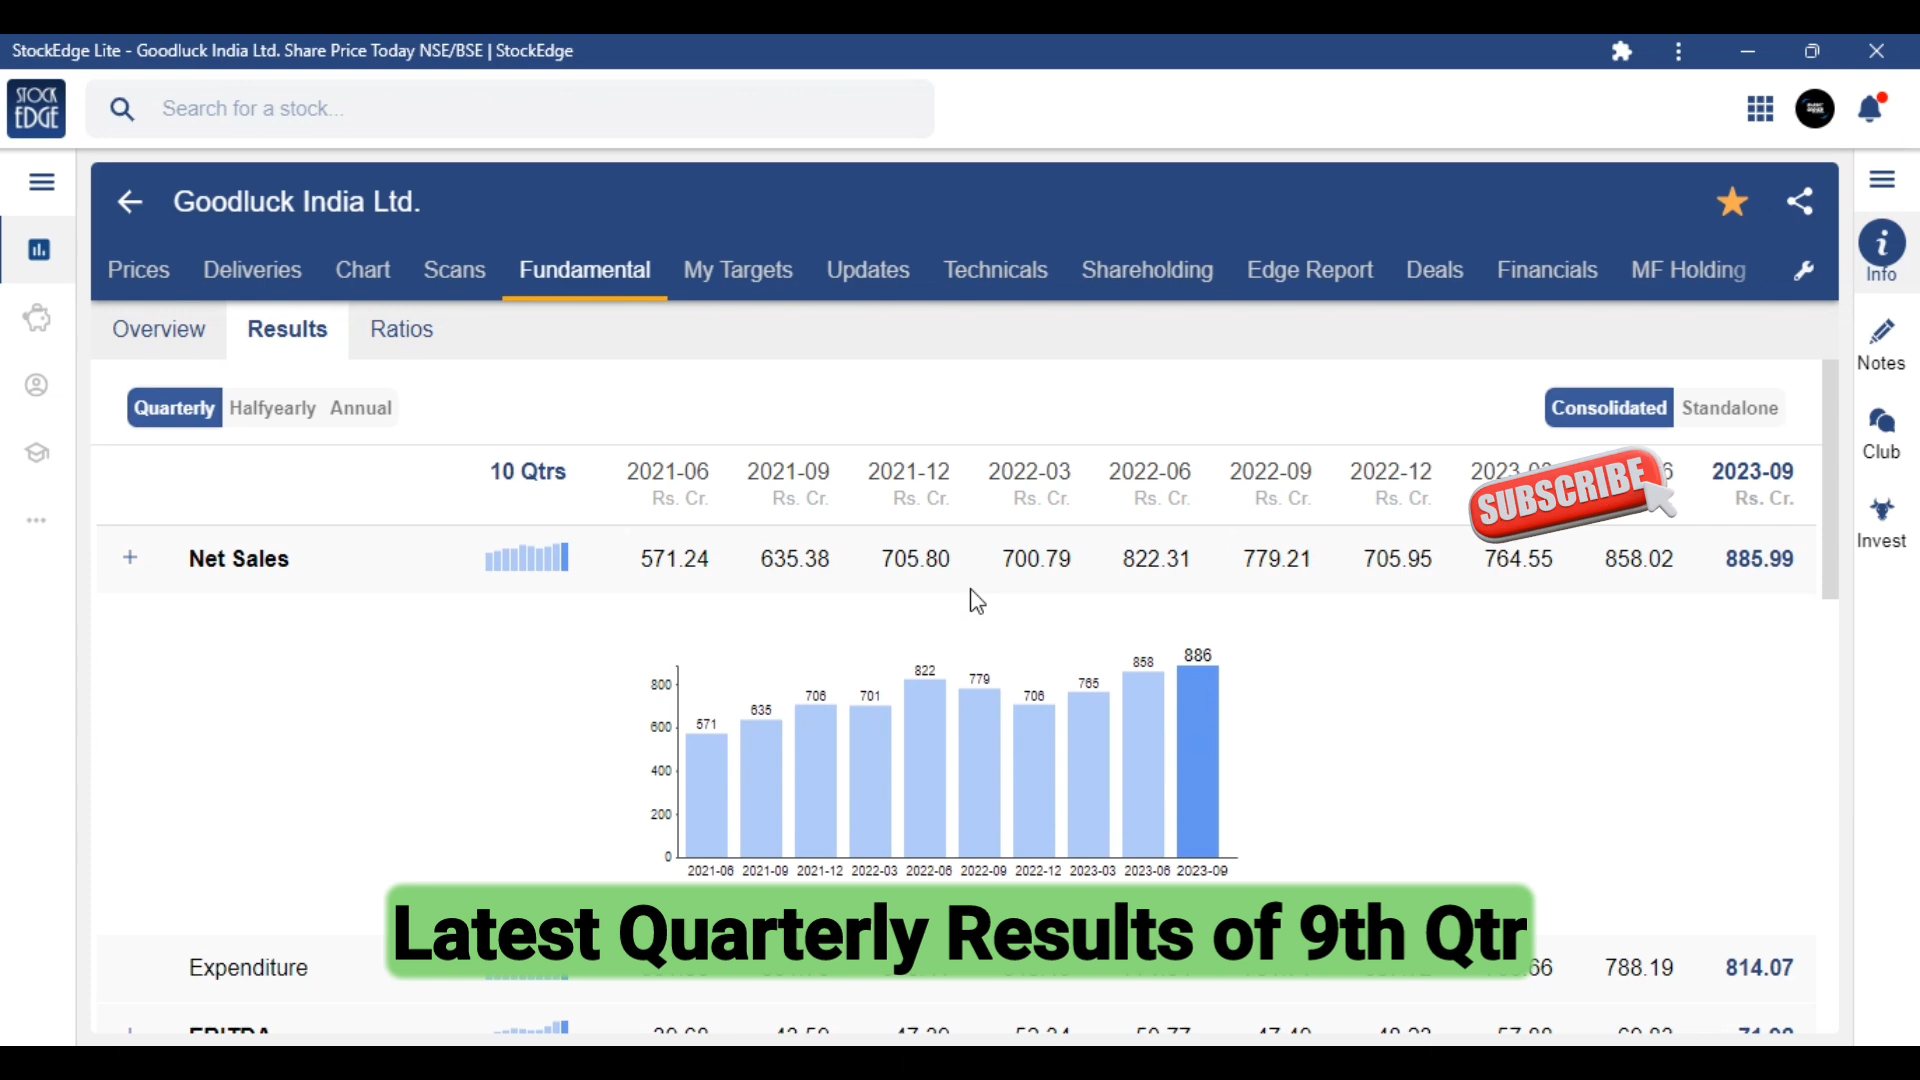 StockEdge Lite - Goodluck India Ltd. Share Price Today NSE/BSE | StockEdge
STOCK EDGE
Search for a stock...
Goodluck India Ltd.
Prices Deliveries Chart Scans Fundamental My Targets Updates Technicals Shareholding Edge Report Deals Financials MF Holding
Info
Overview Results Ratios
Notes
Quarterly Halfyearly Annual Consolidated Standalone
Club
10 Qtrs 2021-06 2021-09 2021-12 2022-03 2022-06 2022-09 2022-12 2023-09
Rs. Cr. Rs. Cr. Rs. Cr. Rs. Cr. Rs. Cr. Rs. Cr. Rs. Cr. Rs. Cr.
SUBSCRIBE
Invest
Net Sales 571.24 635.38 705.80 700.79 822.31 779.21 705.95 764.55 858.02 885.99
571 635 706 701 822 779 706 765 858 886
800
600
400
200
0
2021-06 2021-09 2021-12 2022-03 2022-06 2022-09 2022-12 2023-03 2023-06 2023-09
Latest Quarterly Results of 9th Qtr
Expenditure 788.19 814.07
EBITDA